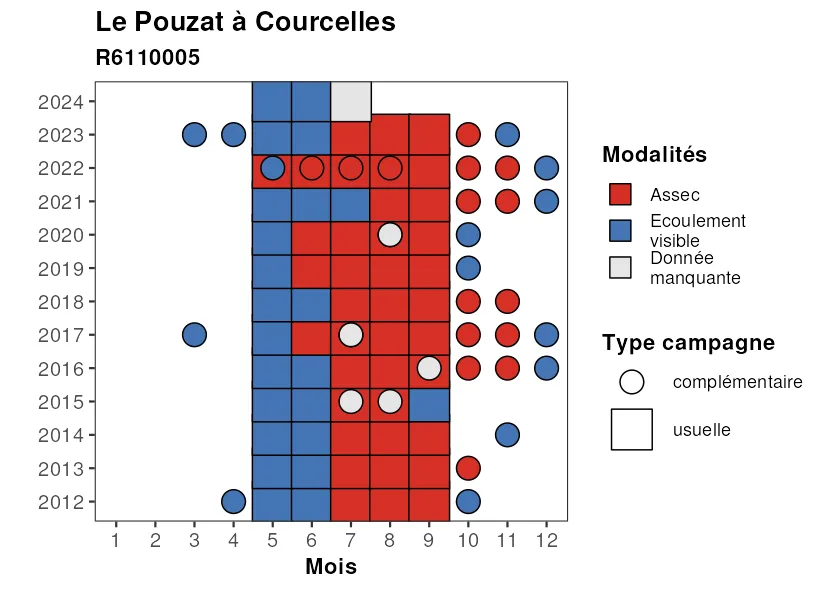 Le Pouzat à Courcelles
R6110005
2024
2023
2022
2021
2020
2019
2018
2017
2016
2015
2014
2013
2012
1 2 3 4 5 6 7 8 9 10 11 12
Mois
Modalités
Assec
Ecoulement
visible
Donnée
manquante
Type campagne
complémentaire
usuelle